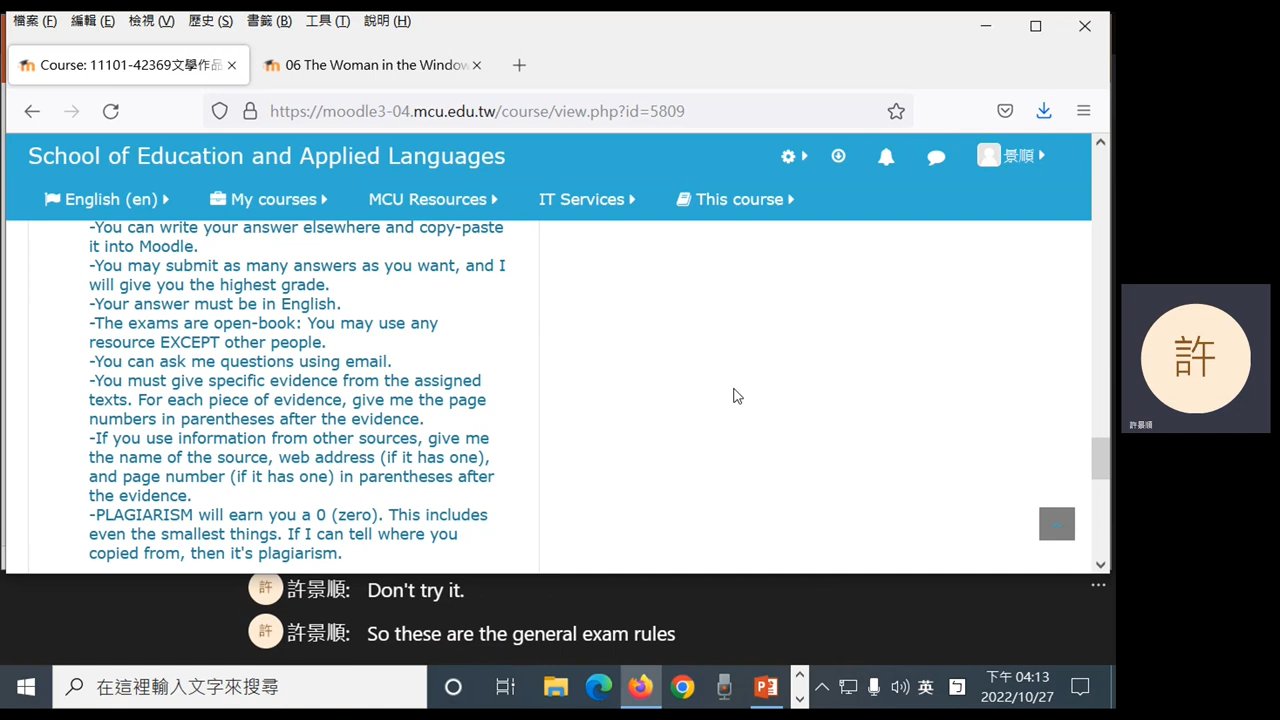 檔案 (F) 編輯 (E) 檢視 (V) 歷史 (S) 書籤 (B) 工具 (T) 說明 (H)
Course: 11101-42369文學作品 06 The Woman in the Window
https://moodle3-04.mcu.edu.tw/course/view.php?id=5809
School of Education and Applied Languages
景順
English (en) My courses MCU Resources IT Services This course
-You can write your answer elsewhere and copy-paste
it into Moodle.
-You may submit as many answers as you want, and I
will give you the highest grade.
-Your answer must be in English.
-The exams are open-book: You may use any
resource EXCEPT other people.
-You can ask me questions using email.
-You must give specific evidence from the assigned
texts. For each piece of evidence, give me the page
numbers in parentheses after the evidence.
-If you use information from other sources, give me
the name of the source, web address (if it has one),
and page number (if it has one) in parentheses after
the evidence.
-PLAGIARISM will earn you a 0 (zero). This includes
even the smallest things. If I can tell where you
copied from, then it's plagiarism.
許
許景順
許 許景順: Don't try it.
許 許景順: So these are the general exam rules
在這裡輸入文字來搜尋
英
下午 04:13
2022/10/27